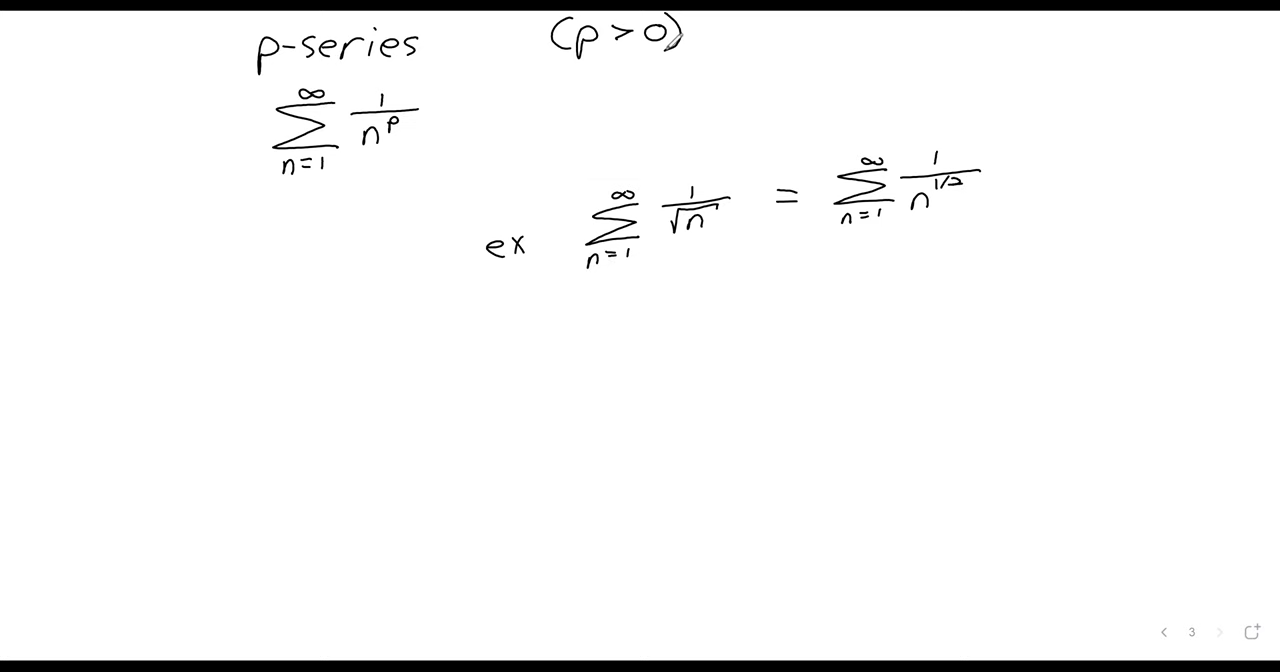 p-series (p > 0)
∞
∑ 1/n^p
n=1
ex ∑_{n=1}^{∞} 1/√n = ∑_{n=1}^{∞} 1/n^{1/2}
< 3 >